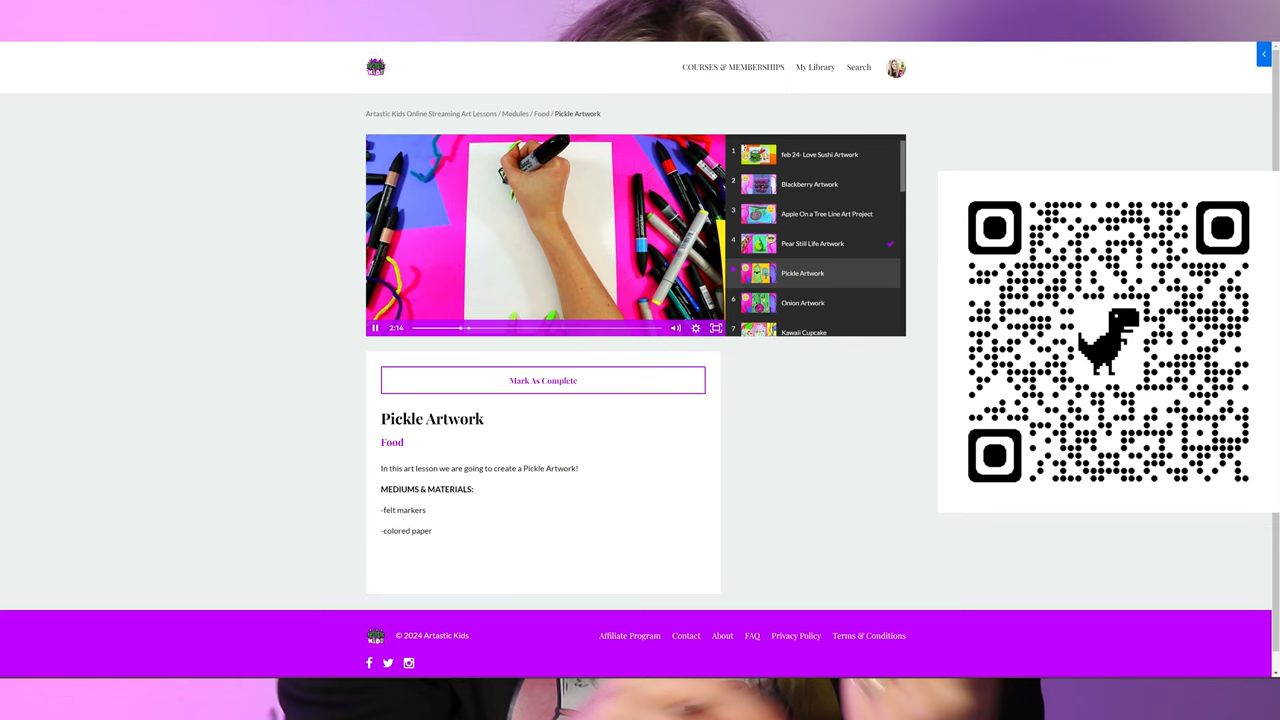 COURSES & MEMBERSHIPS My Library Search
Artastic Kids Online Streaming Art Lessons / Modules / Food / Pickle Artwork
1 feb 24- Love Sushi Artwork
2 Blackberry Artwork
3 Apple On a Tree Line Art Project
4 Pear Still Life Artwork
Pickle Artwork
6 Onion Artwork
7 Kawaii Cupcake
2:14
Mark As Complete
Pickle Artwork
Food
In this art lesson we are going to create a Pickle Artwork!
MEDIUMS & MATERIALS:
-felt markers
-colored paper
© 2024 Artastic Kids Affiliate Program Contact About FAQ Privacy Policy Terms & Conditions